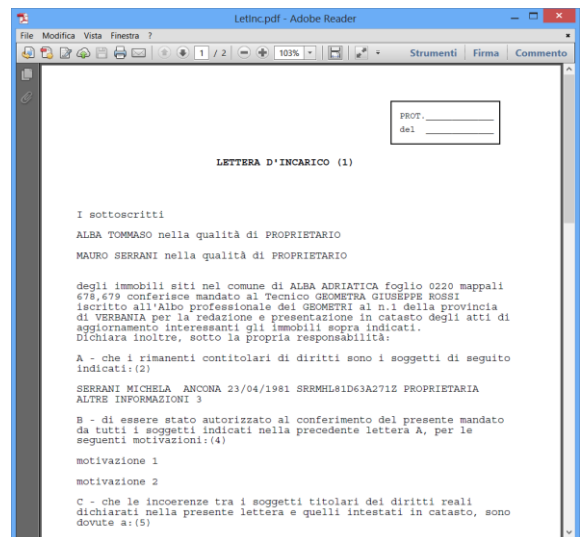 LetInc.pdf - Adobe Reader
File Modifica Vista Finestra ?
1 / 2 103% Strumenti Firma Commento
PROT.___________
del ___________
LETTERA D'INCARICO (1)
I sottoscritti
ALBA TOMMASO nella qualità di PROPRIETARIO
MAURO SERRANI nella qualità di PROPRIETARIO
degli immobili siti nel comune di ALBA ADRIATICA foglio 0220 mappali
678,679 conferisce mandato al Tecnico GEOMETRA GIUSEPPE ROSSI
iscritto all'Albo professionale dei GEOMETRI al n.1 della provincia
di VERBANIA per la redazione e presentazione in catasto degli atti di
aggiornamento interessanti gli immobili sopra indicati.
Dichiara inoltre, sotto la propria responsabilità:
A - che i rimanenti contitolari di diritti sono i soggetti di seguito
indicati:(2)
SERRANI MICHELA ANCONA 23/04/1981 SRRMHL81D63A271Z PROPRIETARIA
ALTRE INFORMAZIONI 3
B - di essere stato autorizzato al conferimento del presente mandato
da tutti i soggetti indicati nella precedente lettera A, per le
seguenti motivazioni:(4)
motivazione 1
motivazione 2
C - che le incoerenze tra i soggetti titolari dei diritti reali
dichiarati nella presente lettera e quelli intestati in catasto, sono
dovute a:(5)